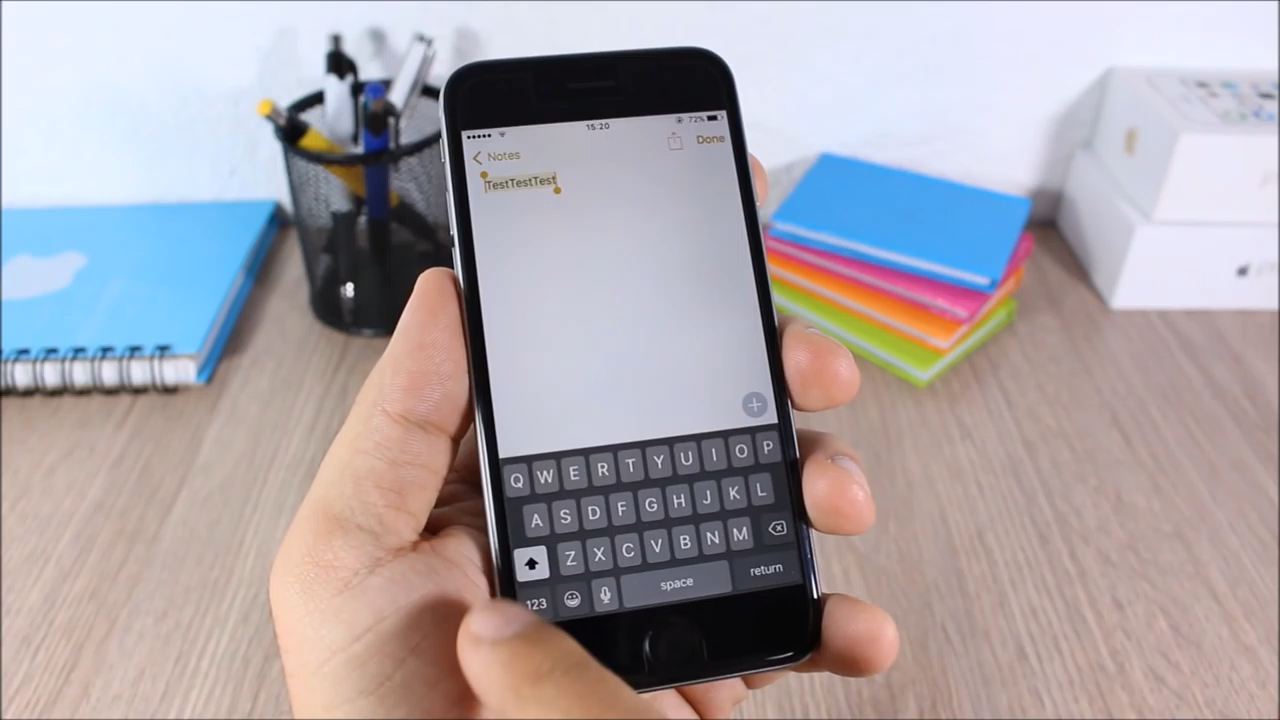 15:20
72%
Notes
Done
TestTestTest
Q W E R T Y U I O P
A S D F G H J K L
Z X C V B N M
123 space return